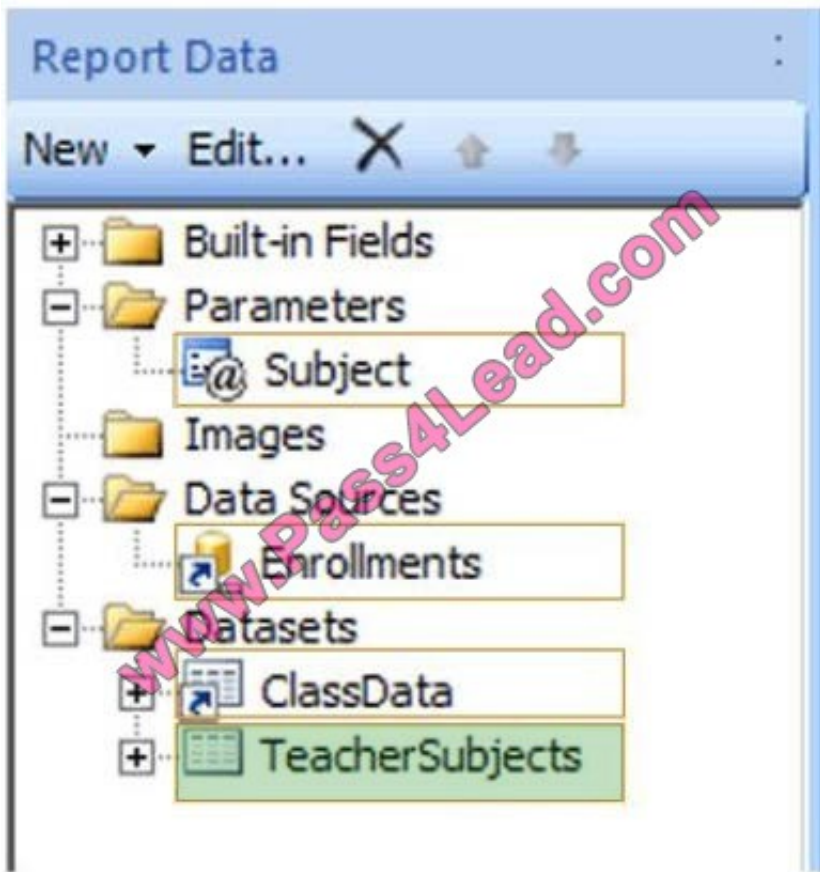 Report Data
New Edit...
Built-in Fields
Parameters
Subject
Images
Data Sources
Enrollments
Datasets
ClassData
TeacherSubjects
www.Pass4Lead.com